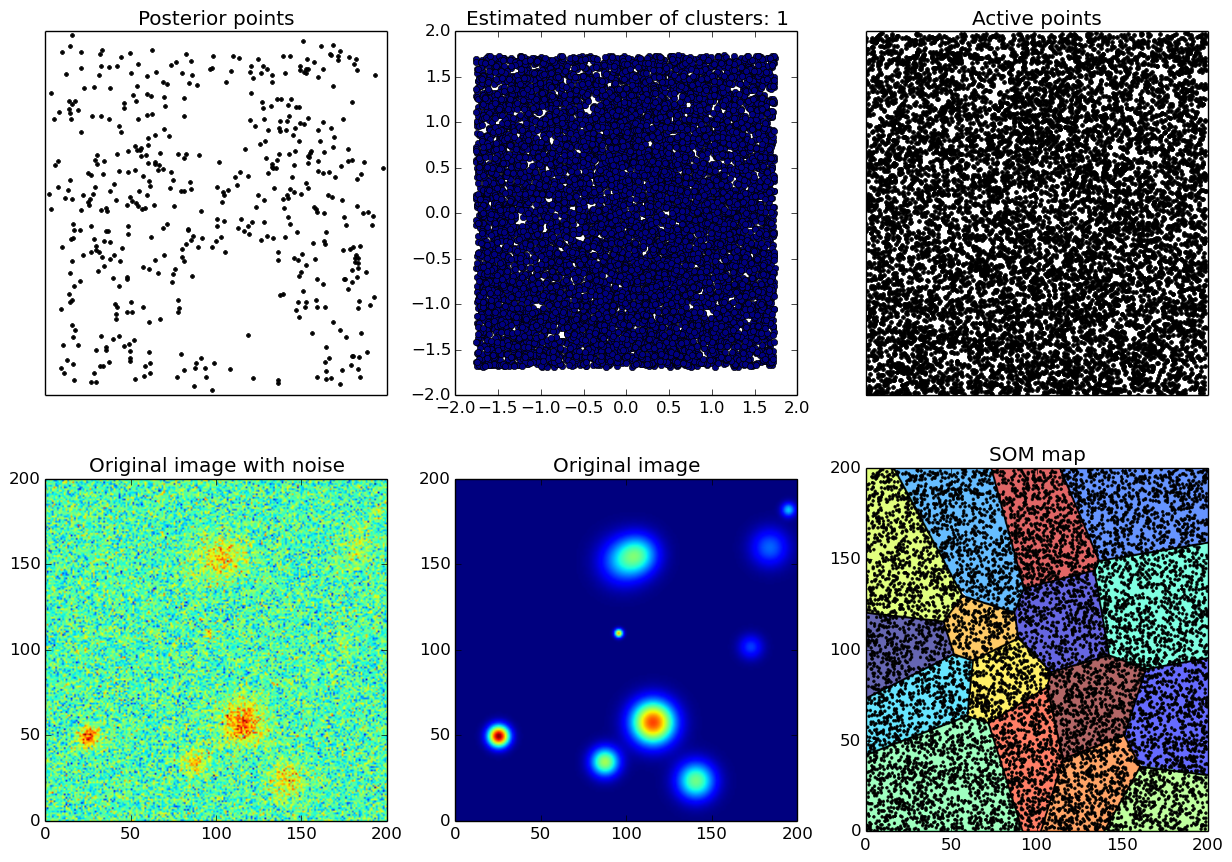 Posterior points
Estimated number of clusters: 1
Active points
2.0
1.5
1.0
0.5
0.0
−0.5
−1.0
−1.5
−2.0
−2.0 −1.5 −1.0 −0.5 0.0 0.5 1.0 1.5 2.0
Original image with noise
200
150
100
50
0
0 50 100 150 200
Original image
200
150
100
50
0
0 50 100 150 200
SOM map
200
150
100
50
0
0 50 100 150 200